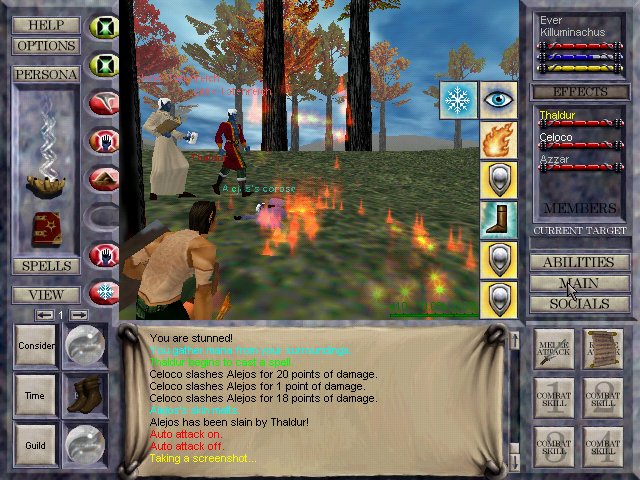 HELP
OPTIONS
PERSONA
SPELLS
VIEW
1
Consider
Time
Guild
Thaldur
Alejos's corpse
Ever
Killuminachus
EFFECTS
Thaldur
Celoco
Azzar
MEMBERS
CURRENT TARGET
ABILITIES
MAIN
SOCIALS
MELEE
ATTACK
ATTACK
COMBAT
SKILL
1
COMBAT
SKILL
2
COMBAT
SKILL
3
COMBAT
SKILL
4
You are stunned!
You gather mana from your surroundings.
Thaldur begins to cast a spell.
Celoco slashes Alejos for 20 points of damage.
Celoco slashes Alejos for 1 point of damage.
Celoco slashes Alejos for 18 points of damage.
Alejos's skin melts.
Alejos has been slain by Thaldur!
Auto attack on.
Auto attack off.
Taking a screenshot...